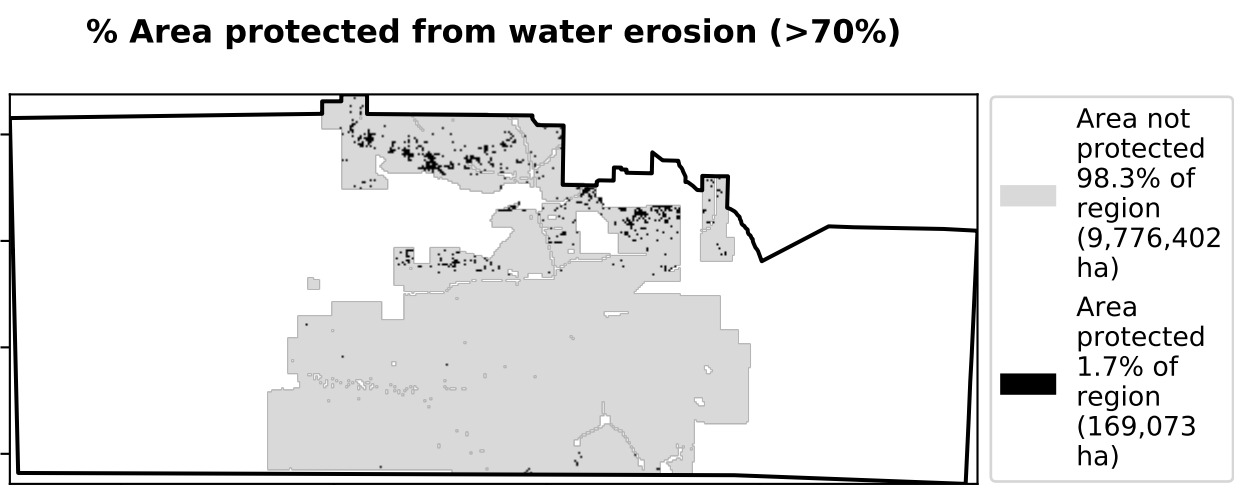 % Area protected from water erosion (>70%)
Area not
protected
98.3% of
region
(9,776,402
ha)
Area
protected
1.7% of
region
(169,073
ha)